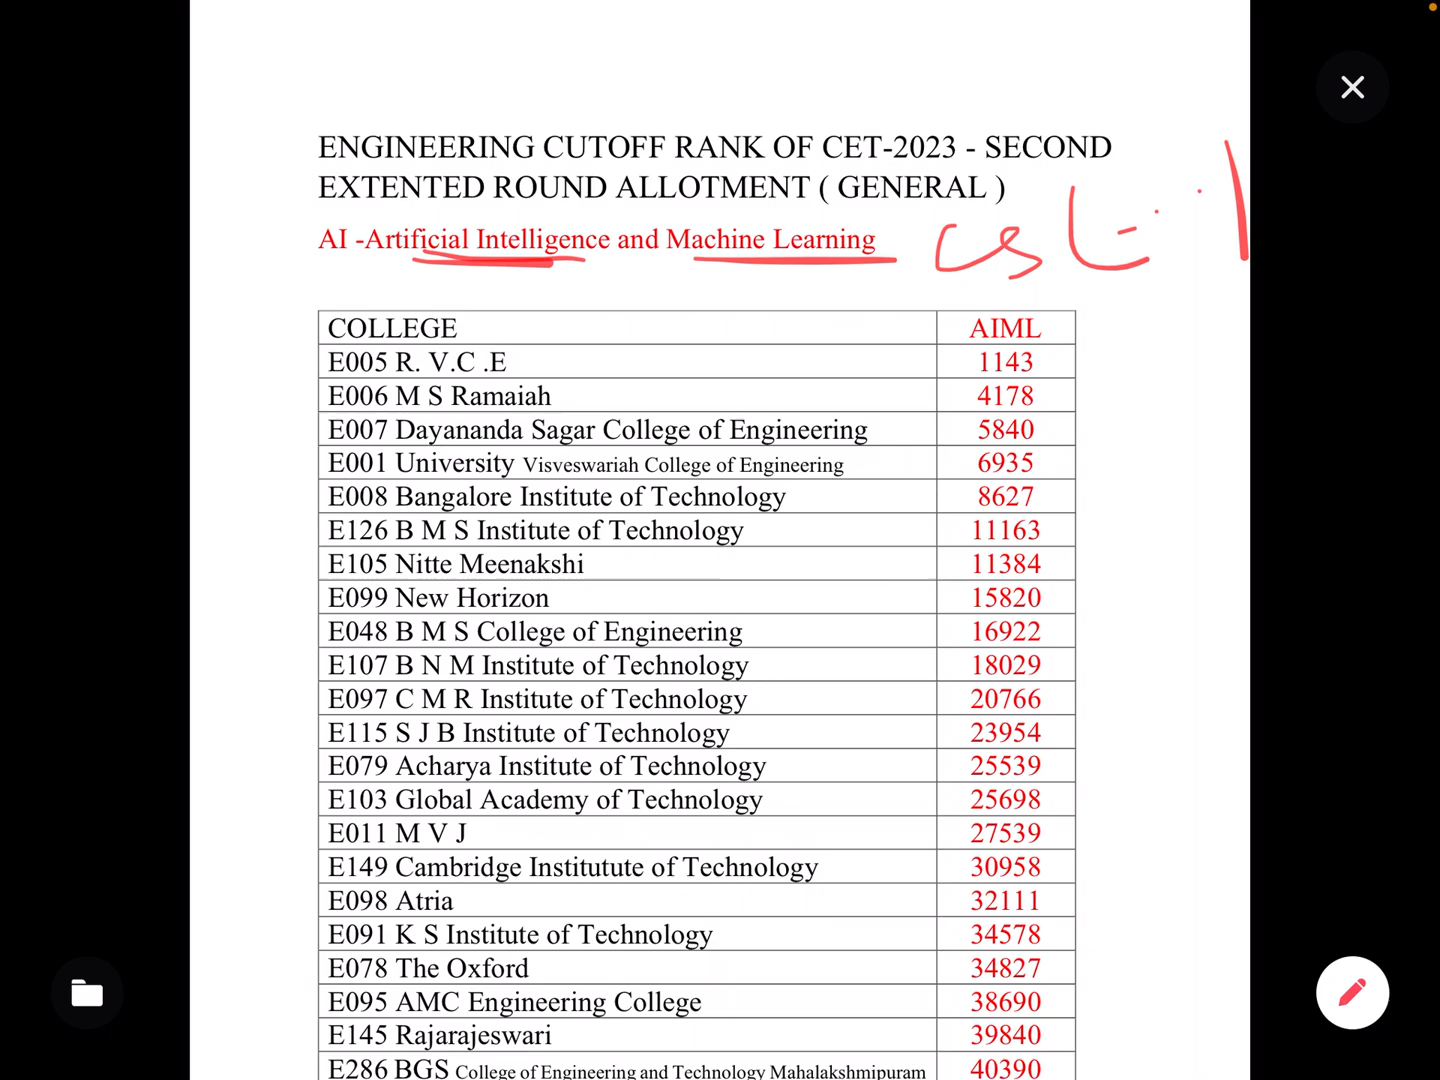 ENGINEERING CUTOFF RANK OF CET-2023 - SECOND
EXTENTED ROUND ALLOTMENT ( GENERAL )
AI -Artificial Intelligence and Machine Learning
COLLEGE AIML
E005 R. V.C .E 1143
E006 M S Ramaiah 4178
E007 Dayananda Sagar College of Engineering 5840
E001 University Visveswariah College of Engineering 6935
E008 Bangalore Institute of Technology 8627
E126 B M S Institute of Technology 11163
E105 Nitte Meenakshi 11384
E099 New Horizon 15820
E048 B M S College of Engineering 16922
E107 B N M Institute of Technology 18029
E097 C M R Institute of Technology 20766
E115 S J B Institute of Technology 23954
E079 Acharya Institute of Technology 25539
E103 Global Academy of Technology 25698
E011 M V J 27539
E149 Cambridge Institutute of Technology 30958
E098 Atria 32111
E091 K S Institute of Technology 34578
E078 The Oxford 34827
E095 AMC Engineering College 38690
E145 Rajarajeswari 39840
E286 BGS College of Engineering and Technology Mahalakshmipuram 40390